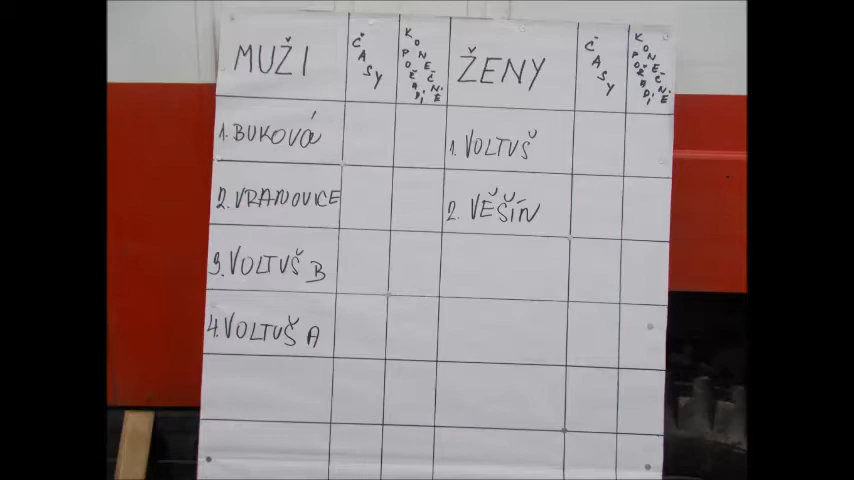 MUŽI ČASY KONEČNÉ POŘADÍ ŽENY ČASY KONEČNÉ POŘADÍ
1. BUKOVÁ 1. VOLTUŠ
2. VRANOVICE 2. VĚŠÍN
3. VOLTUŠ B
4. VOLTUŠ A